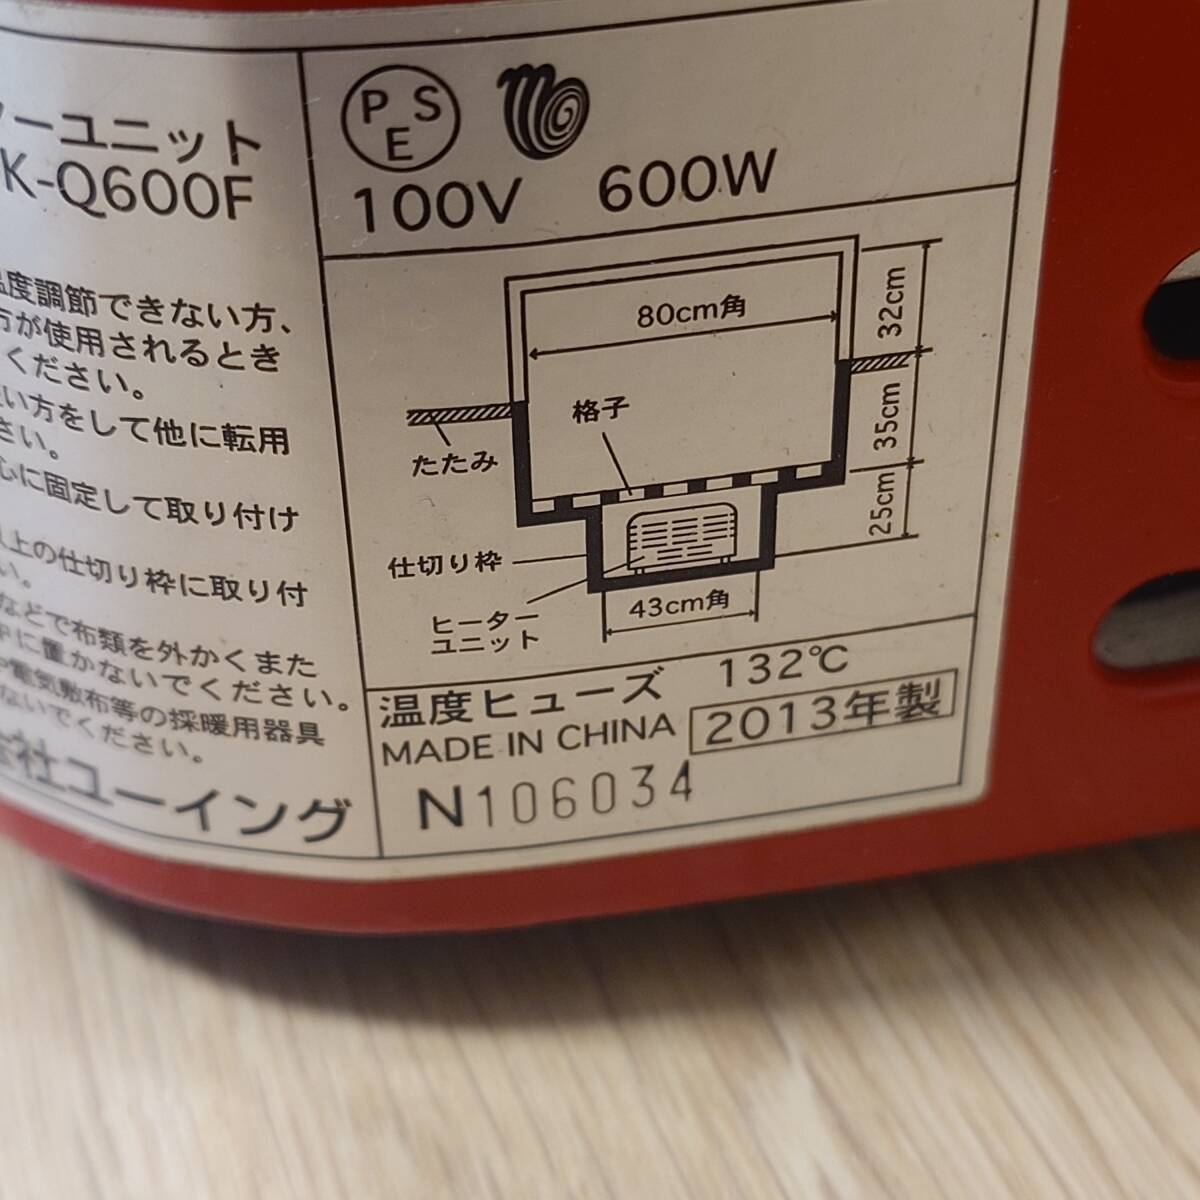 ーユニット
K-Q600F
温度調節できない方、
方が使用されるとき
ください。
い方をして他に転用
さい。
心に固定して取り付け
以上の仕切り枠に取り付
い。
などで布類を外かくまた
中に置かないでください。
電気敷布等の採暖用器具
ないでください。
会社ユーイング
PSE
100V 600W
80cm角
32cm
格子
35cm
たたみ
25cm
仕切り枠
43cm角
ヒーター
ユニット
温度ヒューズ 132℃
MADE IN CHINA 2013年製
N106034